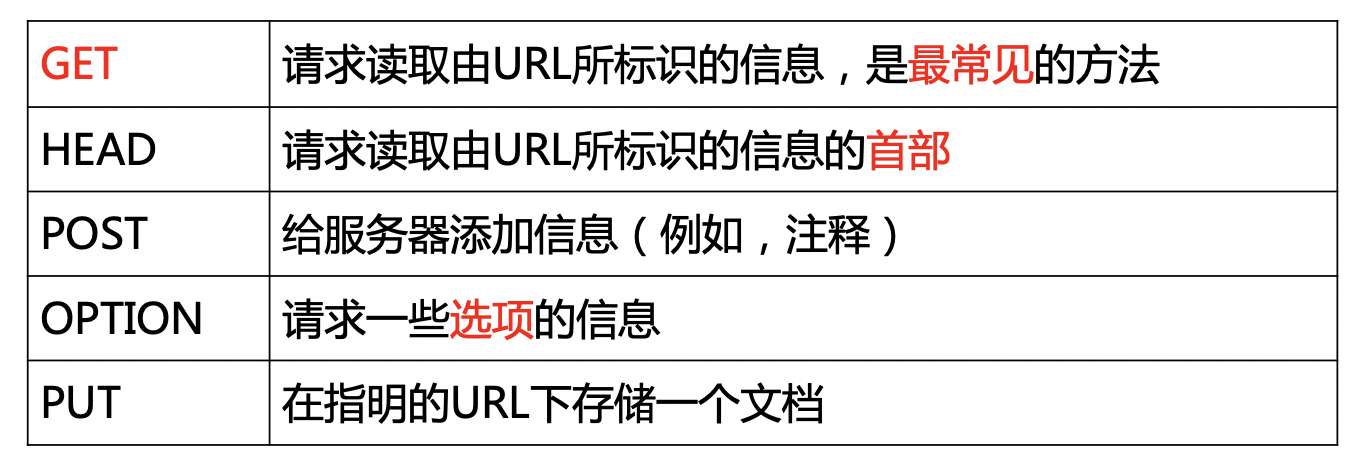 GET 请求读取由URL所标识的信息，是最常见的方法
HEAD 请求读取由URL所标识的信息的首部
POST 给服务器添加信息（例如，注释）
OPTION 请求一些选项的信息
PUT 在指明的URL下存储一个文档